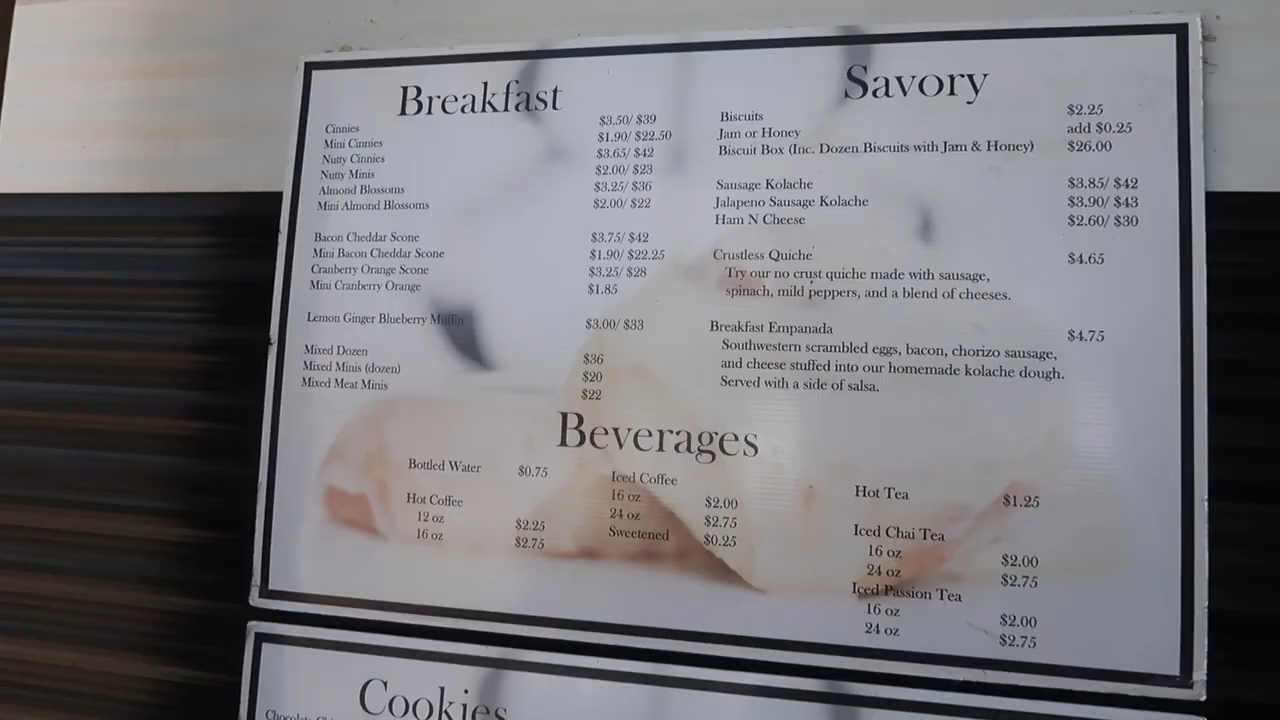 Breakfast
Cinnies $3.50/ $39
Mini Cinnies $1.90/ $22.50
Nutty Cinnies $3.65/ $42
Nutty Minis $2.00/ $23
Almond Blossoms $3.25/ $36
Mini Almond Blossoms $2.00/ $22
Bacon Cheddar Scone $3.75/ $42
Mini Bacon Cheddar Scone $1.90/ $22.25
Cranberry Orange Scone $3.25/ $28
Mini Cranberry Orange $1.85
Lemon Ginger Blueberry Muffin $3.00/ $33
Mixed Dozen $36
Mixed Minis (dozen) $20
Mixed Meat Minis $22
Savory
Biscuits $2.25
Jam or Honey add $0.25
Biscuit Box (Inc. Dozen Biscuits with Jam & Honey) $26.00
Sausage Kolache $3.85/ $42
Jalapeno Sausage Kolache $3.90/ $43
Ham N Cheese $2.60/ $30
Crustless Quiche $4.65
Try our no crust quiche made with sausage,
spinach, mild peppers, and a blend of cheeses.
Breakfast Empanada $4.75
Southwestern scrambled eggs, bacon, chorizo sausage,
and cheese stuffed into our homemade kolache dough.
Served with a side of salsa.
Beverages
Bottled Water $0.75
Hot Coffee
12 oz $2.25
16 oz $2.75
Iced Coffee
16 oz $2.00
24 oz $2.75
Sweetened $0.25
Hot Tea $1.25
Iced Chai Tea
16 oz $2.00
24 oz $2.75
Iced Passion Tea
16 oz $2.00
24 oz $2.75
Cookies
Chocolate